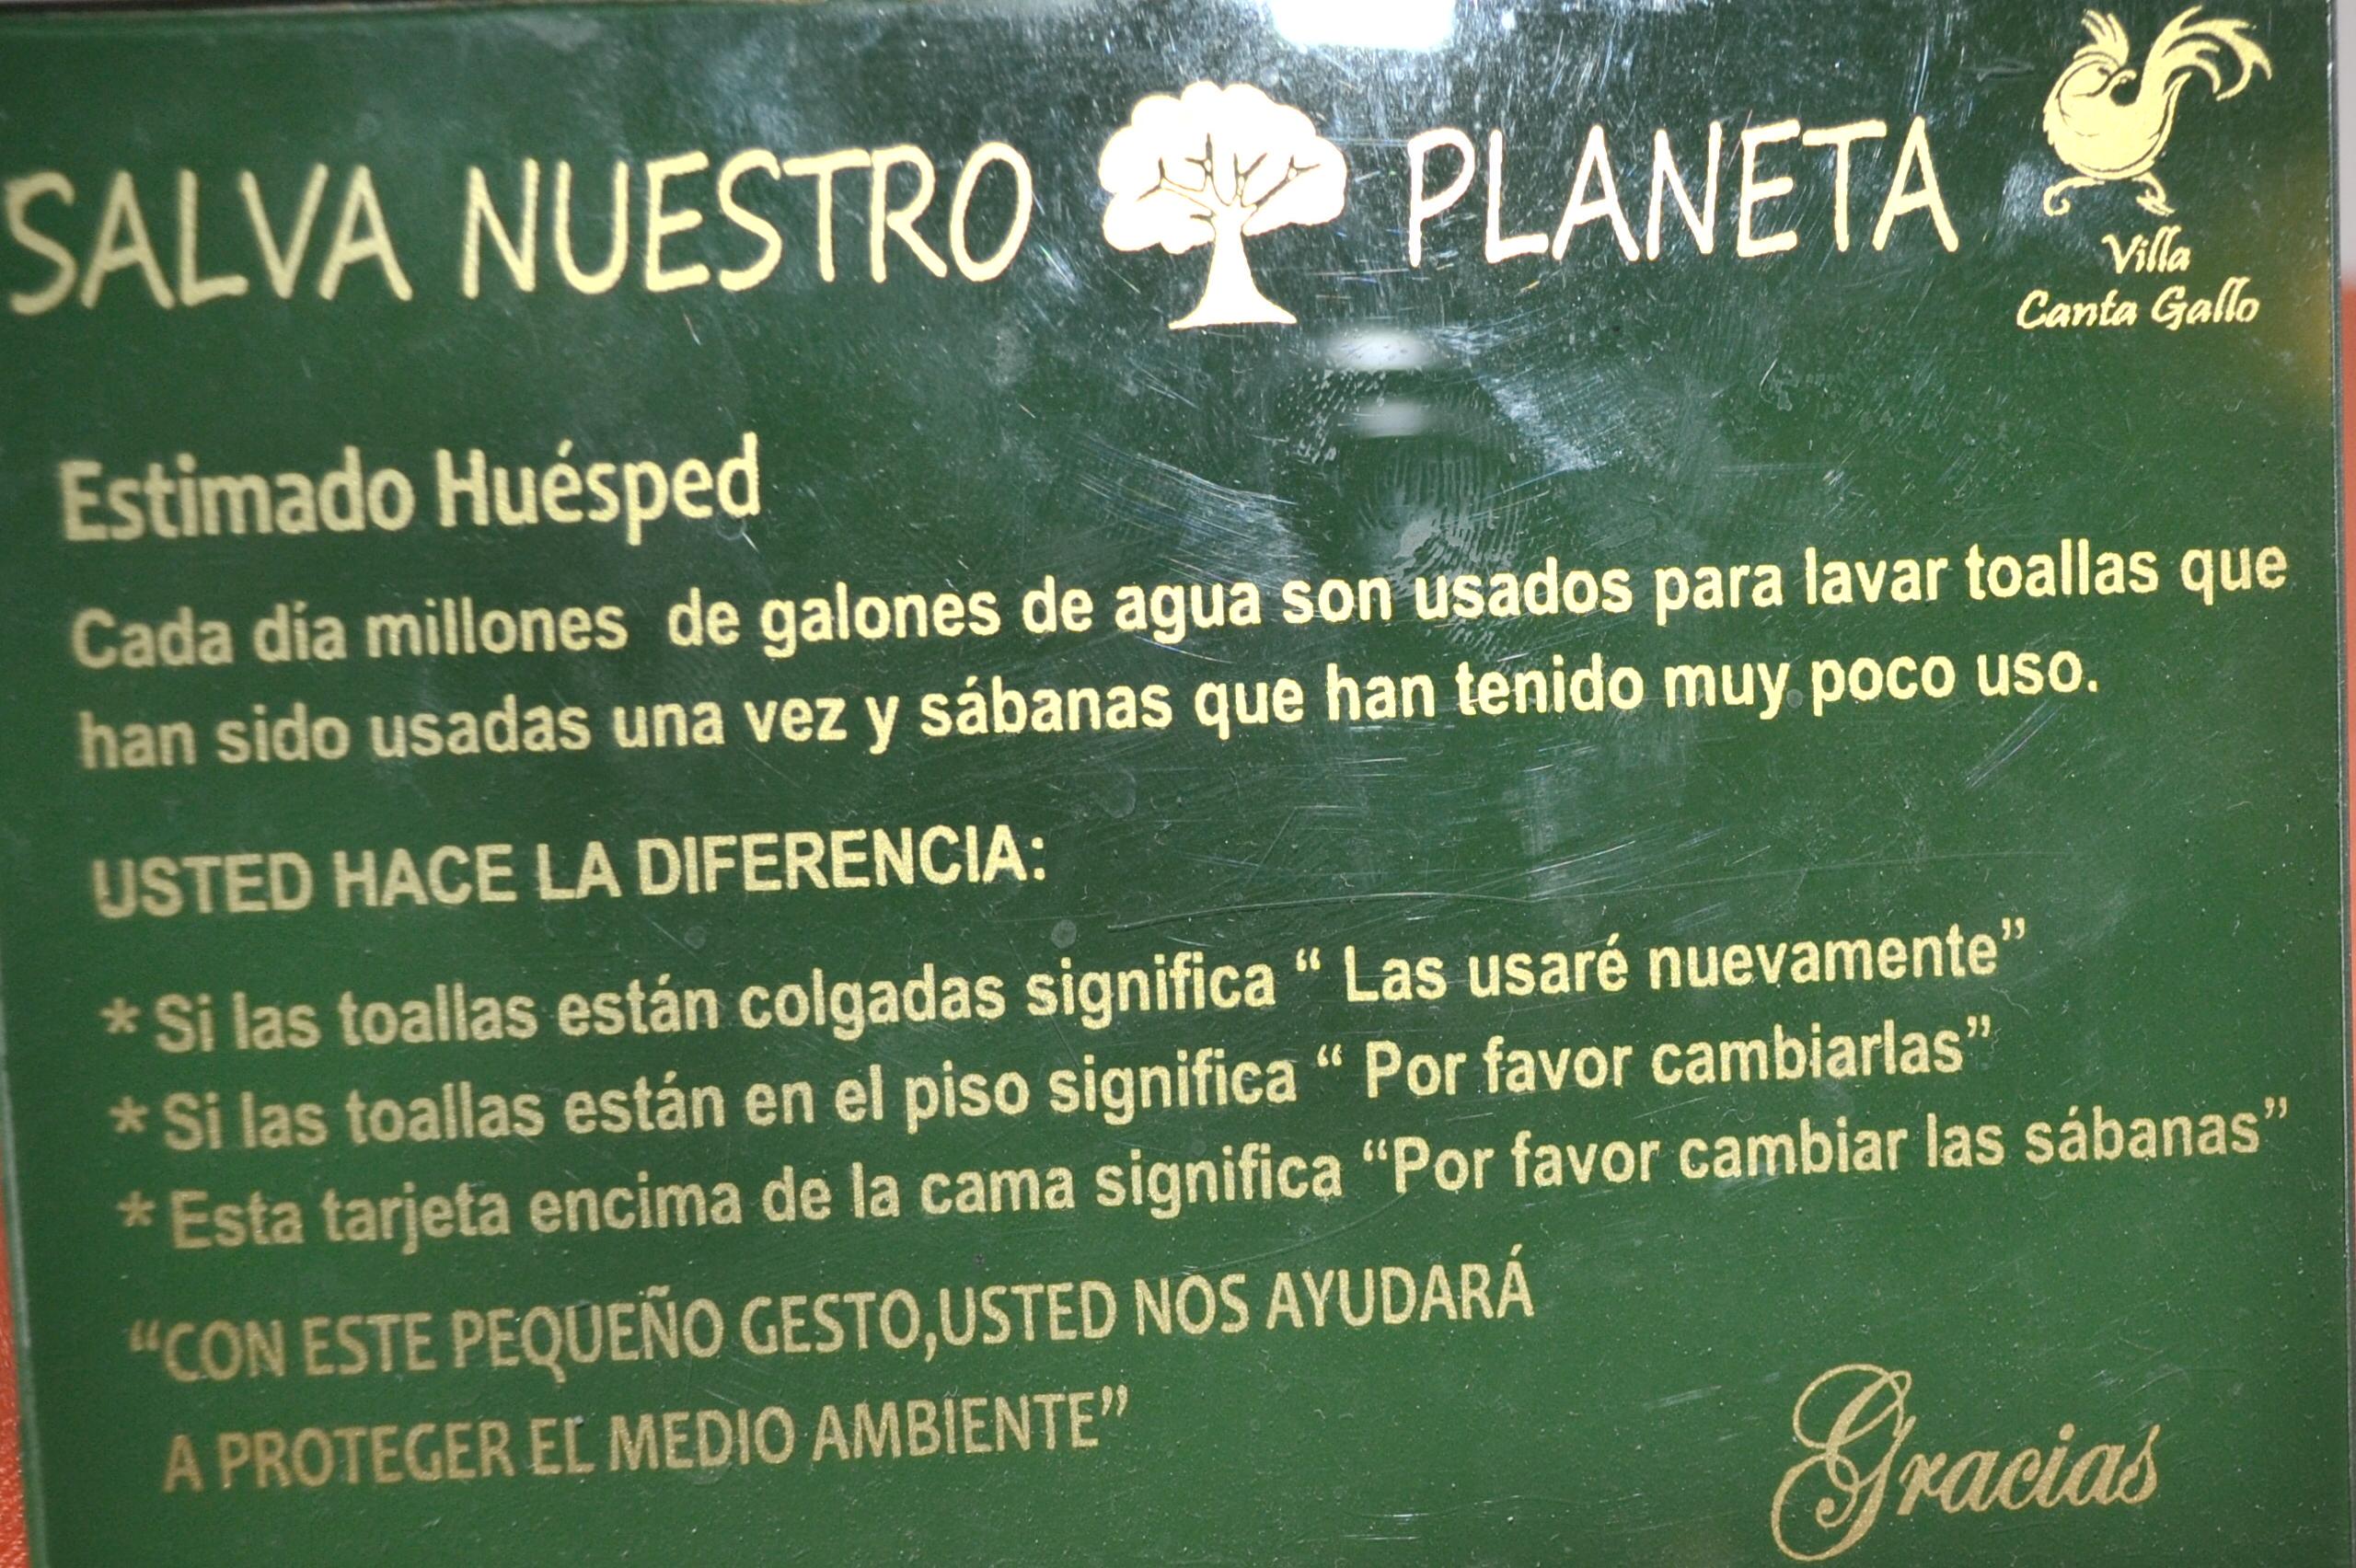 SALVA NUESTRO PLANETA
Villa
Canta Gallo
Estimado Huésped
Cada día millones de galones de agua son usados para lavar toallas que
han sido usadas una vez y sábanas que han tenido muy poco uso.
USTED HACE LA DIFERENCIA:
* Si las toallas están colgadas significa “ Las usaré nuevamente”
* Si las toallas están en el piso significa “ Por favor cambiarlas”
* Esta tarjeta encima de la cama significa “Por favor cambiar las sábanas”
“CON ESTE PEQUEÑO GESTO,USTED NOS AYUDARÁ
A PROTEGER EL MEDIO AMBIENTE”
Gracias